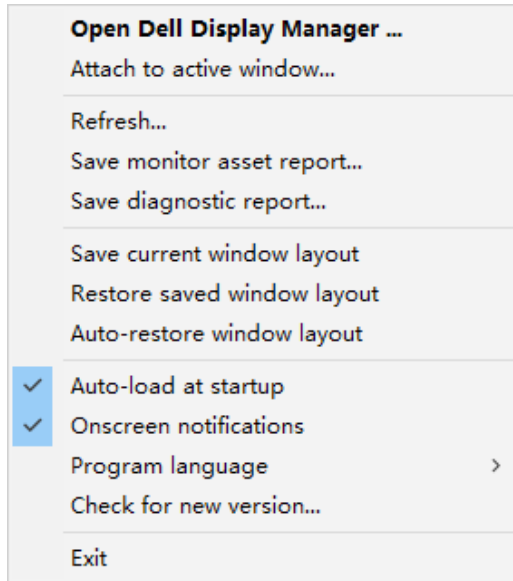 Open Dell Display Manager ...
Attach to active window...
Refresh...
Save monitor asset report...
Save diagnostic report...
Save current window layout
Restore saved window layout
Auto-restore window layout
Auto-load at startup
Onscreen notifications
Program language
Check for new version...
Exit